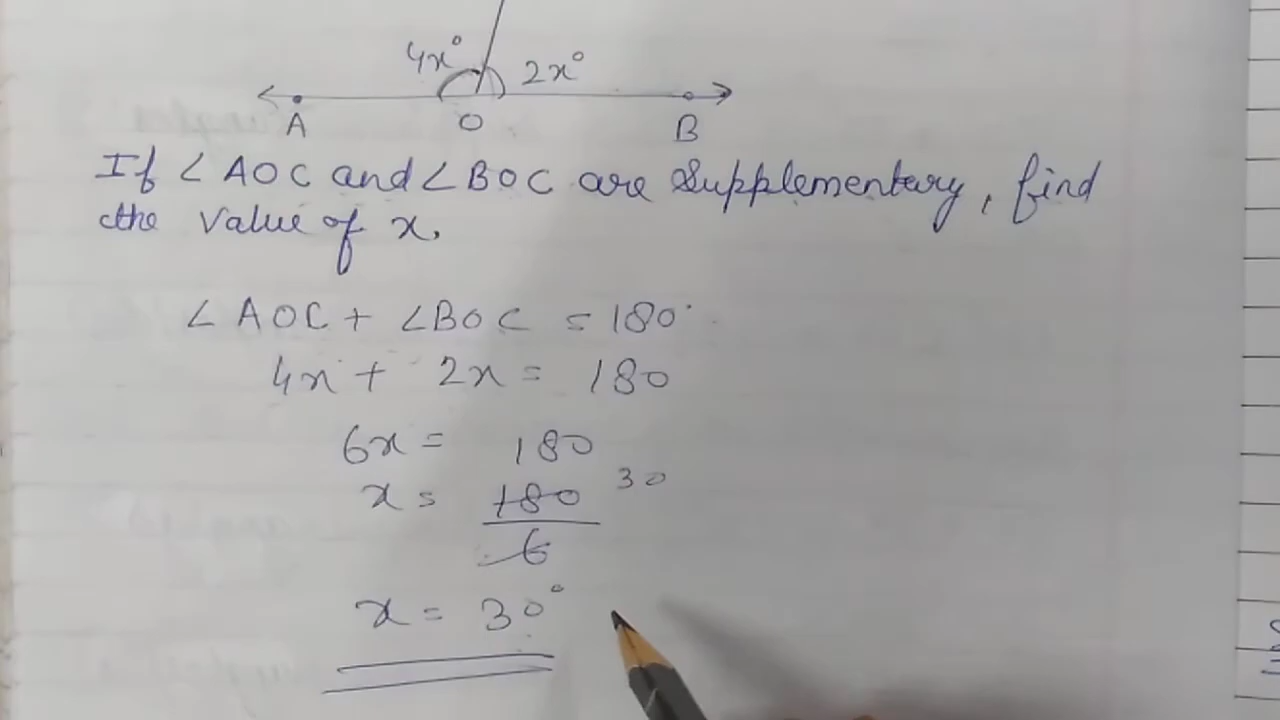 4x° 2x°
A O B
If ∠AOC and ∠BOC are Supplementary, find
the value of x.
∠AOC + ∠BOC = 180°
4x + 2x = 180
6x = 180
x = 180 30
6
x = 30°